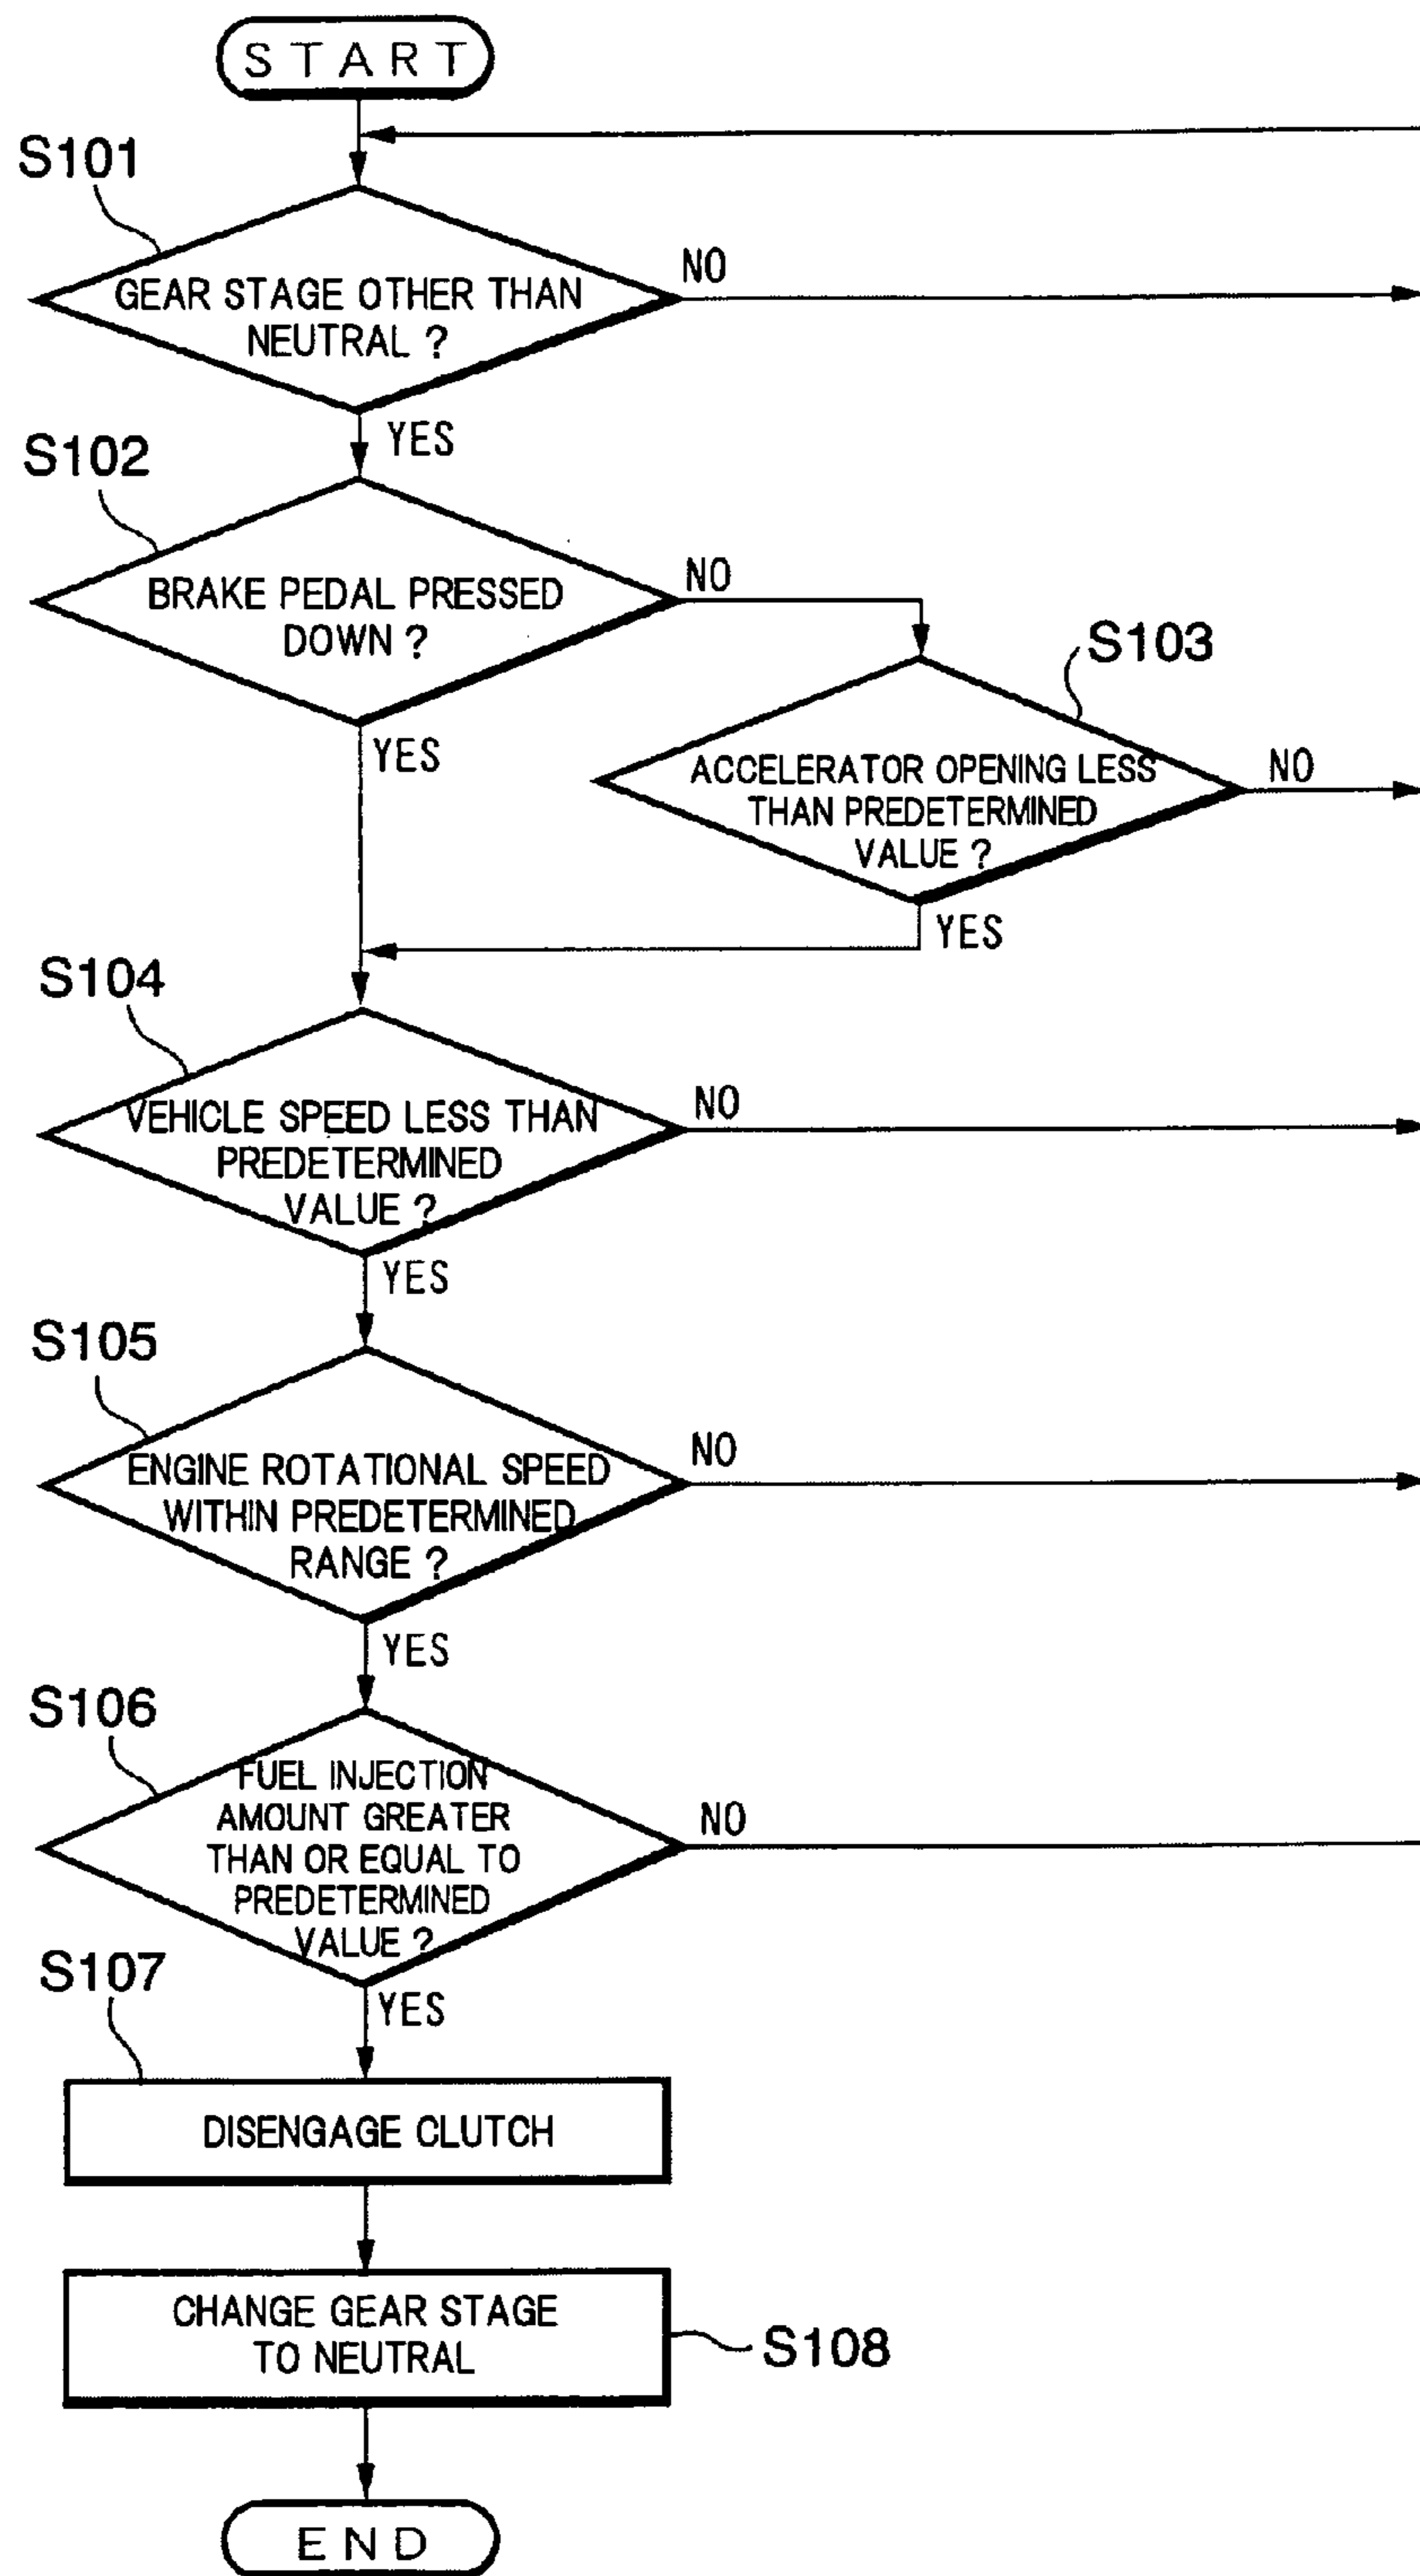 START
S101
NO
GEAR STAGE OTHER THAN
NEUTRAL ?
YES
S102
NO
BRAKE PEDAL PRESSED
DOWN ?
S103
YES
ACCELERATOR OPENING LESS
NO
THAN PREDETERMINED
VALUE ?
YES
S104
NO
VEHICLE SPEED LESS THAN
PREDETERMINED
VALUE ?
YES
S105
NO
ENGINE ROTATIONAL SPEED
WITHIN PREDETERMINED
RANGE ?
YES
S106
FUEL INJECTION
AMOUNT GREATER
NO
THAN OR EQUAL TO
PREDETERMINED
VALUE ?
S107
YES
DISENGAGE CLUTCH
CHANGE GEAR STAGE
TO NEUTRAL
S108
END